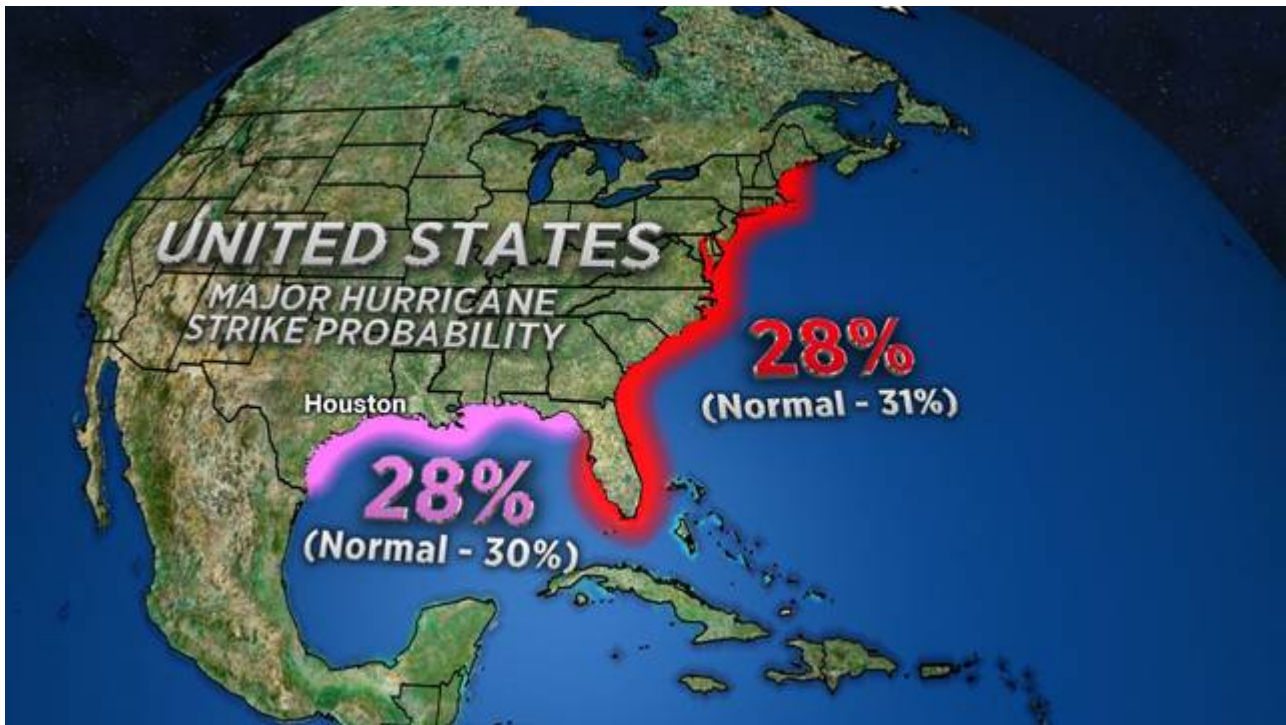 UNITED STATES
MAJOR HURRICANE
STRIKE PROBABILITY
28%
(Normal - 31%)
Houston
28%
(Normal - 30%)